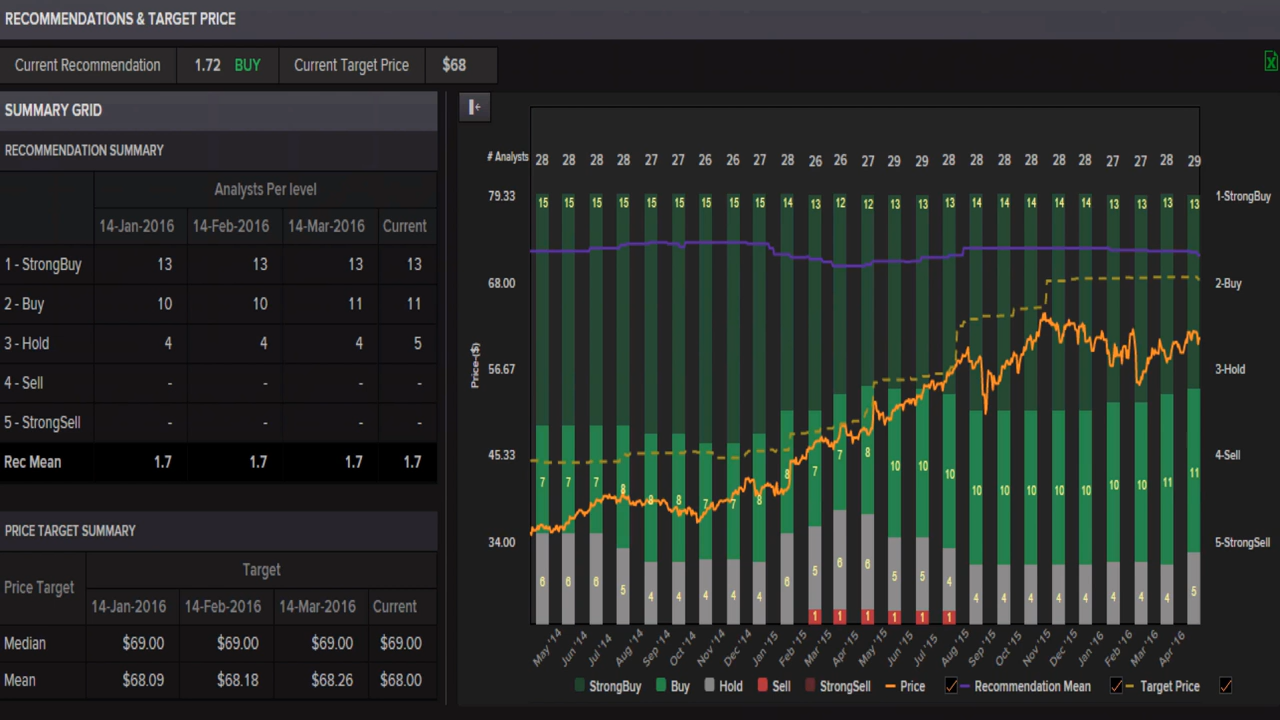 RECOMMENDATIONS & TARGET PRICE
Current Recommendation 1.72 BUY Current Target Price $68
SUMMARY GRID
RECOMMENDATION SUMMARY
Analysts Per level
14-Jan-2016 14-Feb-2016 14-Mar-2016 Current
1 - StrongBuy 13 13 13 13
2 - Buy 10 10 11 11
3 - Hold 4 4 4 5
4 - Sell - - - -
5 - StrongSell - - - -
Rec Mean 1.7 1.7 1.7 1.7
PRICE TARGET SUMMARY
Price Target Target
14-Jan-2016 14-Feb-2016 14-Mar-2016 Current
Median $69.00 $69.00 $69.00 $69.00
Mean $68.09 $68.18 $68.26 $68.00
# Analysts 28 28 28 28 27 27 26 26 27 28 26 26 27 29 29 28 28 28 28 28 28 27 27 28 29
79.33 1-StrongBuy
15 15 15 15 15 15 15 15 15 14 13 12 12 13 13 13 14 14 14 14 14 13 13 13 13
68.00 2-Buy
Price-($)
56.67 3-Hold
45.33 4-Sell
7 7 7 8 8 8 7 7 8 8 7 7 8 10 10 10 10 10 10 10 10 10 10 11 11
34.00 5-StrongSell
6 6 6 5 4 4 4 4 4 6 5 6 6 5 5 4 4 4 4 4 4 4 4 4 5
1 1 1 1 1 1
May '14 Jun '14 Jul '14 Aug '14 Sep '14 Oct '14 Nov '14 Dec '14 Jan '15 Feb '15 Mar '15 Apr '15 May '15 Jun '15 Jul '15 Aug '15 Sep '15 Oct '15 Nov '15 Dec '15 Jan '16 Feb '16 Mar '16 Apr '16
StrongBuy Buy Hold Sell StrongSell Price Recommendation Mean Target Price